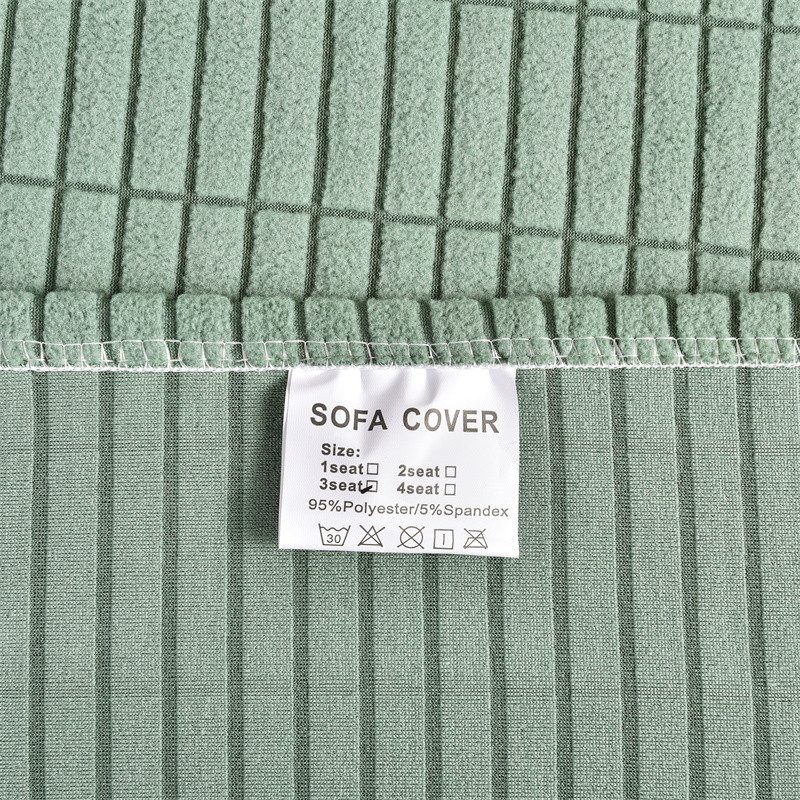 SOFA COVER
Size:
1seat☐ 2seat☐
3seat☑ 4seat☐
95%Polyester/5%Spandex
30